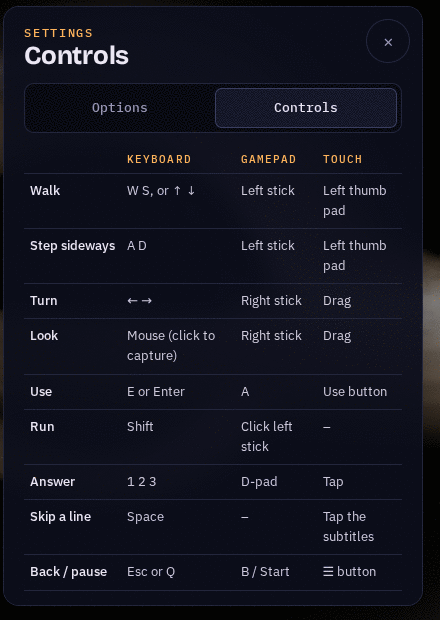 SETTINGS
Controls
×
Options Controls
KEYBOARD GAMEPAD TOUCH
Walk W S, or ↑ ↓ Left stick Left thumb
pad
Step sideways A D Left stick Left thumb
pad
Turn ← → Right stick Drag
Look Mouse (click to Right stick Drag
capture)
Use E or Enter A Use button
Run Shift Click left –
stick
Answer 1 2 3 D-pad Tap
Skip a line Space – Tap the
subtitles
Back / pause Esc or Q B / Start ☰ button